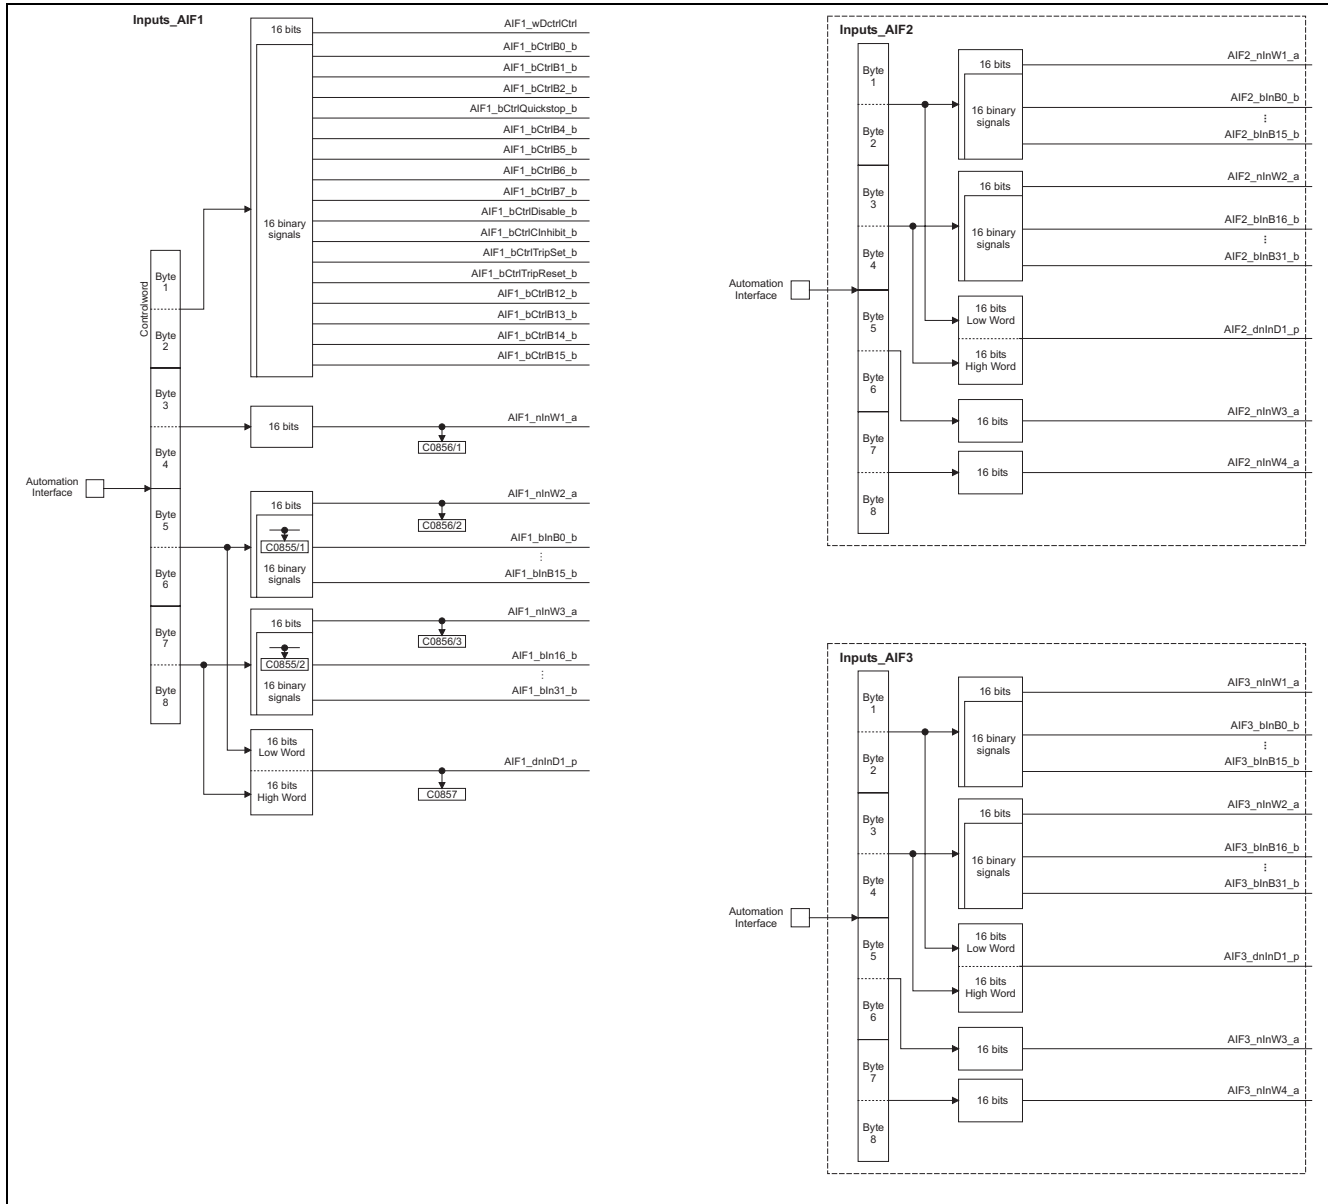 Inputs_AIF1
16 bits
AIF1_wDctrlCtrl
AIF1_bCtrlB0_b
AIF1_bCtrlB1_b
AIF1_bCtrlB2_b
AIF1_bCtrlQuickstop_b
AIF1_bCtrlB4_b
AIF1_bCtrlB5_b
AIF1_bCtrlB6_b
AIF1_bCtrlB7_b
AIF1_bCtrlDisable_b
AIF1_bCtrlCInhibit_b
AIF1_bCtrlTripSet_b
AIF1_bCtrlTripReset_b
AIF1_bCtrlB12_b
AIF1_bCtrlB13_b
AIF1_bCtrlB14_b
AIF1_bCtrlB15_b
16 binary
signals
Controlword
Byte
1
Byte
2
Byte
3
Byte
4
Byte
5
Byte
6
Byte
7
Byte
8
Automation
Interface
16 bits
AIF1_nInW1_a
C0856/1
16 bits
AIF1_nInW2_a
C0856/2
C0855/1
16 binary
signals
AIF1_bInB0_b
⋮
AIF1_bInB15_b
16 bits
AIF1_nInW3_a
C0856/3
C0855/2
16 binary
signals
AIF1_bIn16_b
⋮
AIF1_bIn31_b
16 bits
Low Word
16 bits
High Word
AIF1_dnInD1_p
C0857
Inputs_AIF2
Byte
1
Byte
2
Byte
3
Byte
4
Byte
5
Byte
6
Byte
7
Byte
8
Automation
Interface
16 bits
AIF2_nInW1_a
16 binary
signals
AIF2_bInB0_b
⋮
AIF2_bInB15_b
16 bits
AIF2_nInW2_a
16 binary
signals
AIF2_bInB16_b
⋮
AIF2_bInB31_b
16 bits
Low Word
16 bits
High Word
AIF2_dnInD1_p
16 bits
AIF2_nInW3_a
16 bits
AIF2_nInW4_a
Inputs_AIF3
Byte
1
Byte
2
Byte
3
Byte
4
Byte
5
Byte
6
Byte
7
Byte
8
Automation
Interface
16 bits
AIF3_nInW1_a
16 binary
signals
AIF3_bInB0_b
⋮
AIF3_bInB15_b
16 bits
AIF3_nInW2_a
16 binary
signals
AIF3_bInB16_b
⋮
AIF3_bInB31_b
16 bits
Low Word
16 bits
High Word
AIF3_dnInD1_p
16 bits
AIF3_nInW3_a
16 bits
AIF3_nInW4_a